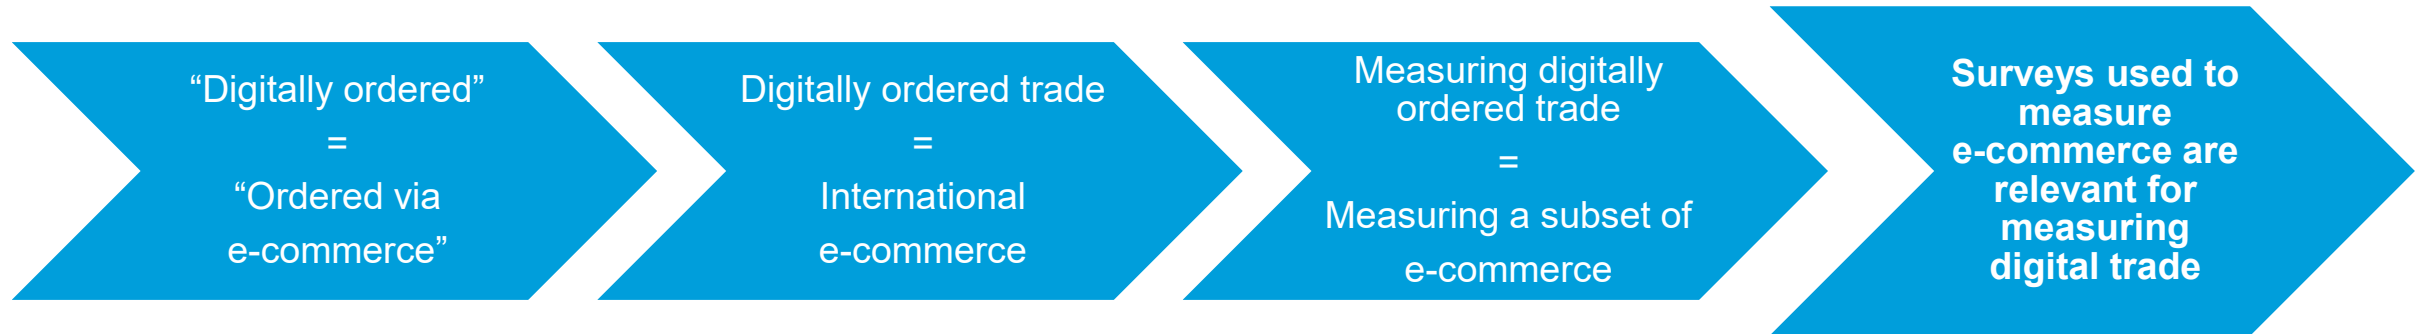 “Digitally ordered”
=
“Ordered via
e-commerce”
Digitally ordered trade
=
International
e-commerce
Measuring digitally
ordered trade
=
Measuring a subset of
e-commerce
Surveys used to
measure
e-commerce are
relevant for
measuring
digital trade